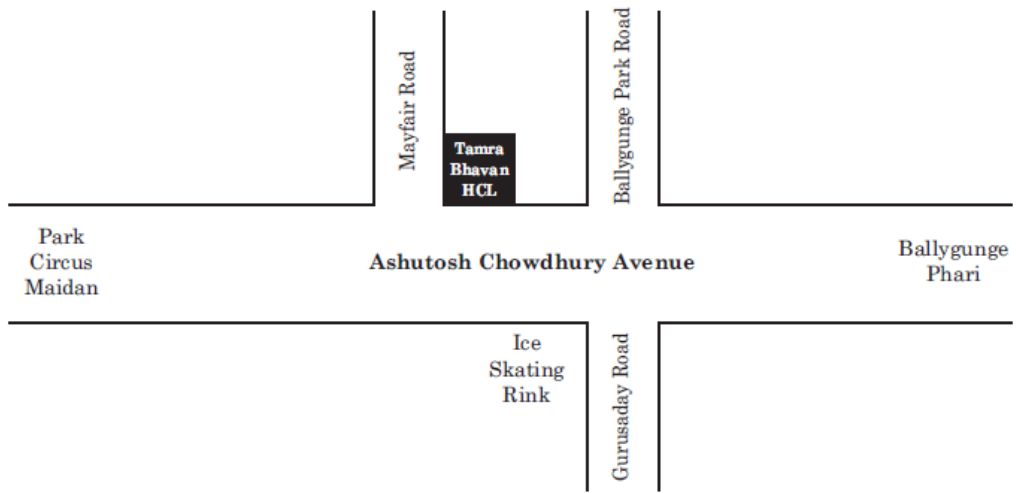 Mayfair Road
Ballygunge Park Road
Tamra
Bhavan
HCL
Park
Circus
Maidan
Ashutosh Chowdhury Avenue
Ballygunge
Phari
Ice
Skating
Rink
Gurusaday Road